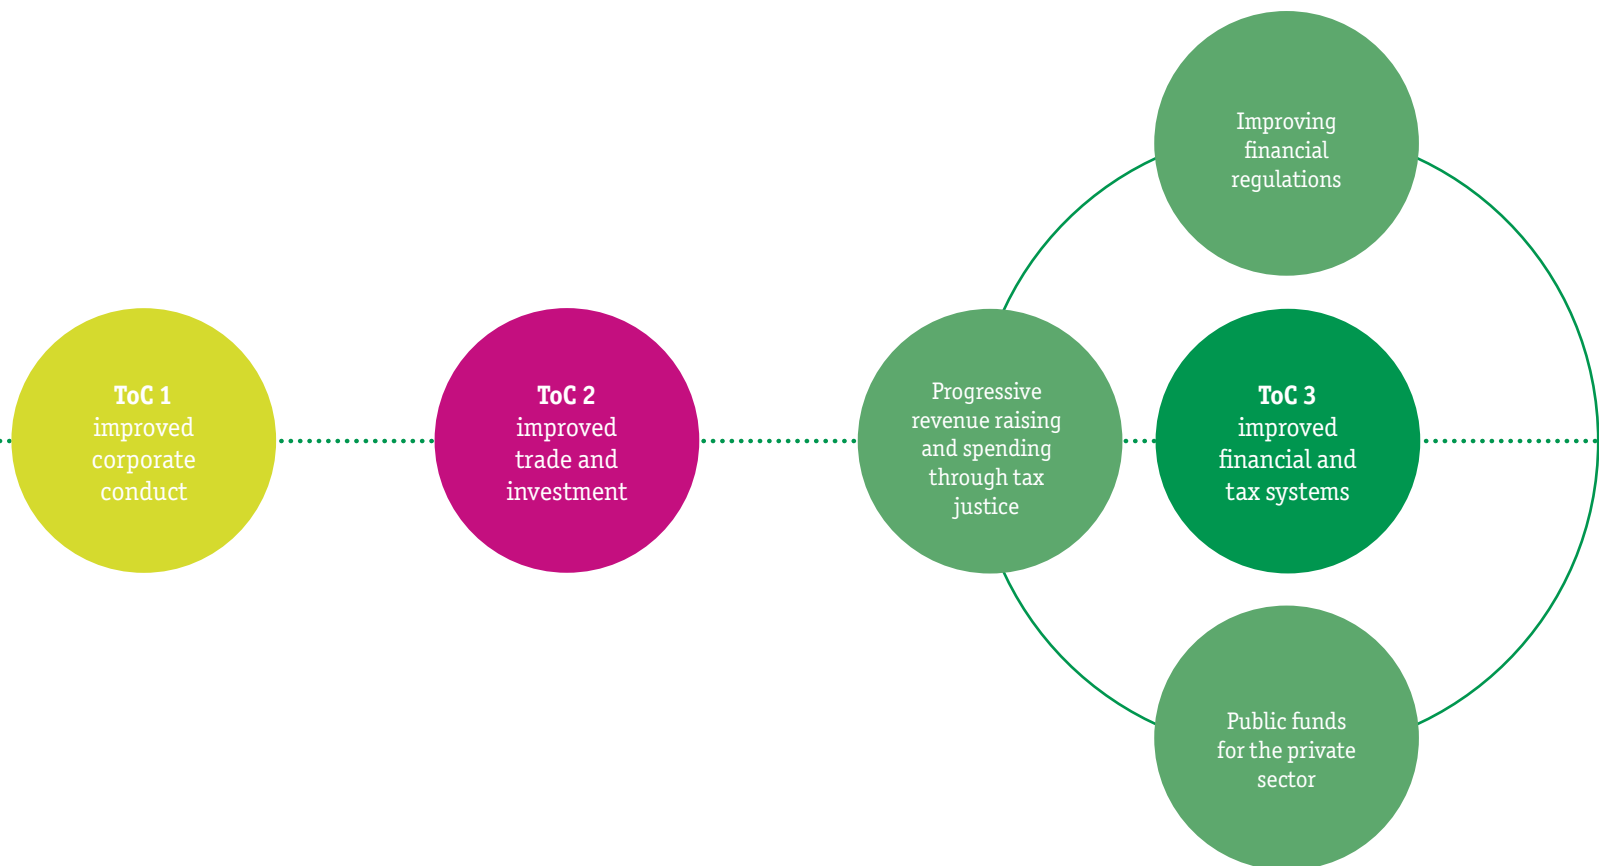 ToC 1
improved
corporate
conduct
ToC 2
improved
trade and
investment
Improving
financial
regulations
Progressive
revenue raising
and spending
through tax
justice
ToC 3
improved
financial and
tax systems
Public funds
for the private
sector